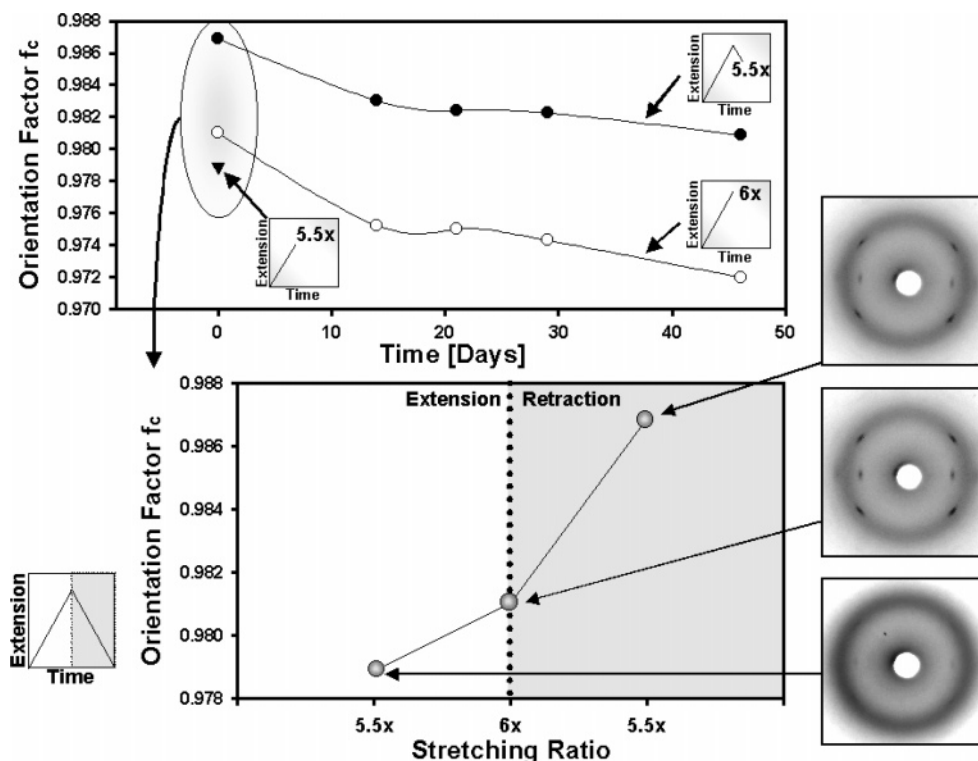 0.988
0.986
0.984
0.982
0.980
0.978
0.976
0.974
0.972
0.970
Orientation Factor fc
0 10 20 30 40 50
Time [Days]
Extension
5.5x
Time
Extension
6x
Time
Extension
5.5x
Time
0.988
0.986
0.984
0.982
0.980
0.978
Orientation Factor fc
Extension Retraction
5.5x 6x 5.5x
Stretching Ratio
Extension
Time